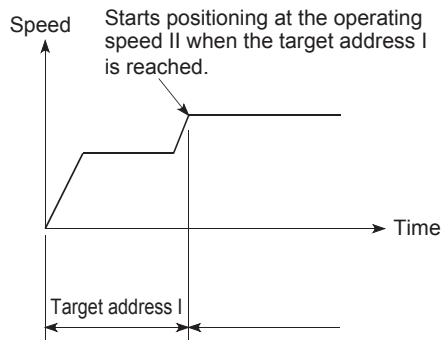 Speed
Starts positioning at the operating
speed II when the target address I
is reached.
Time
Target address I